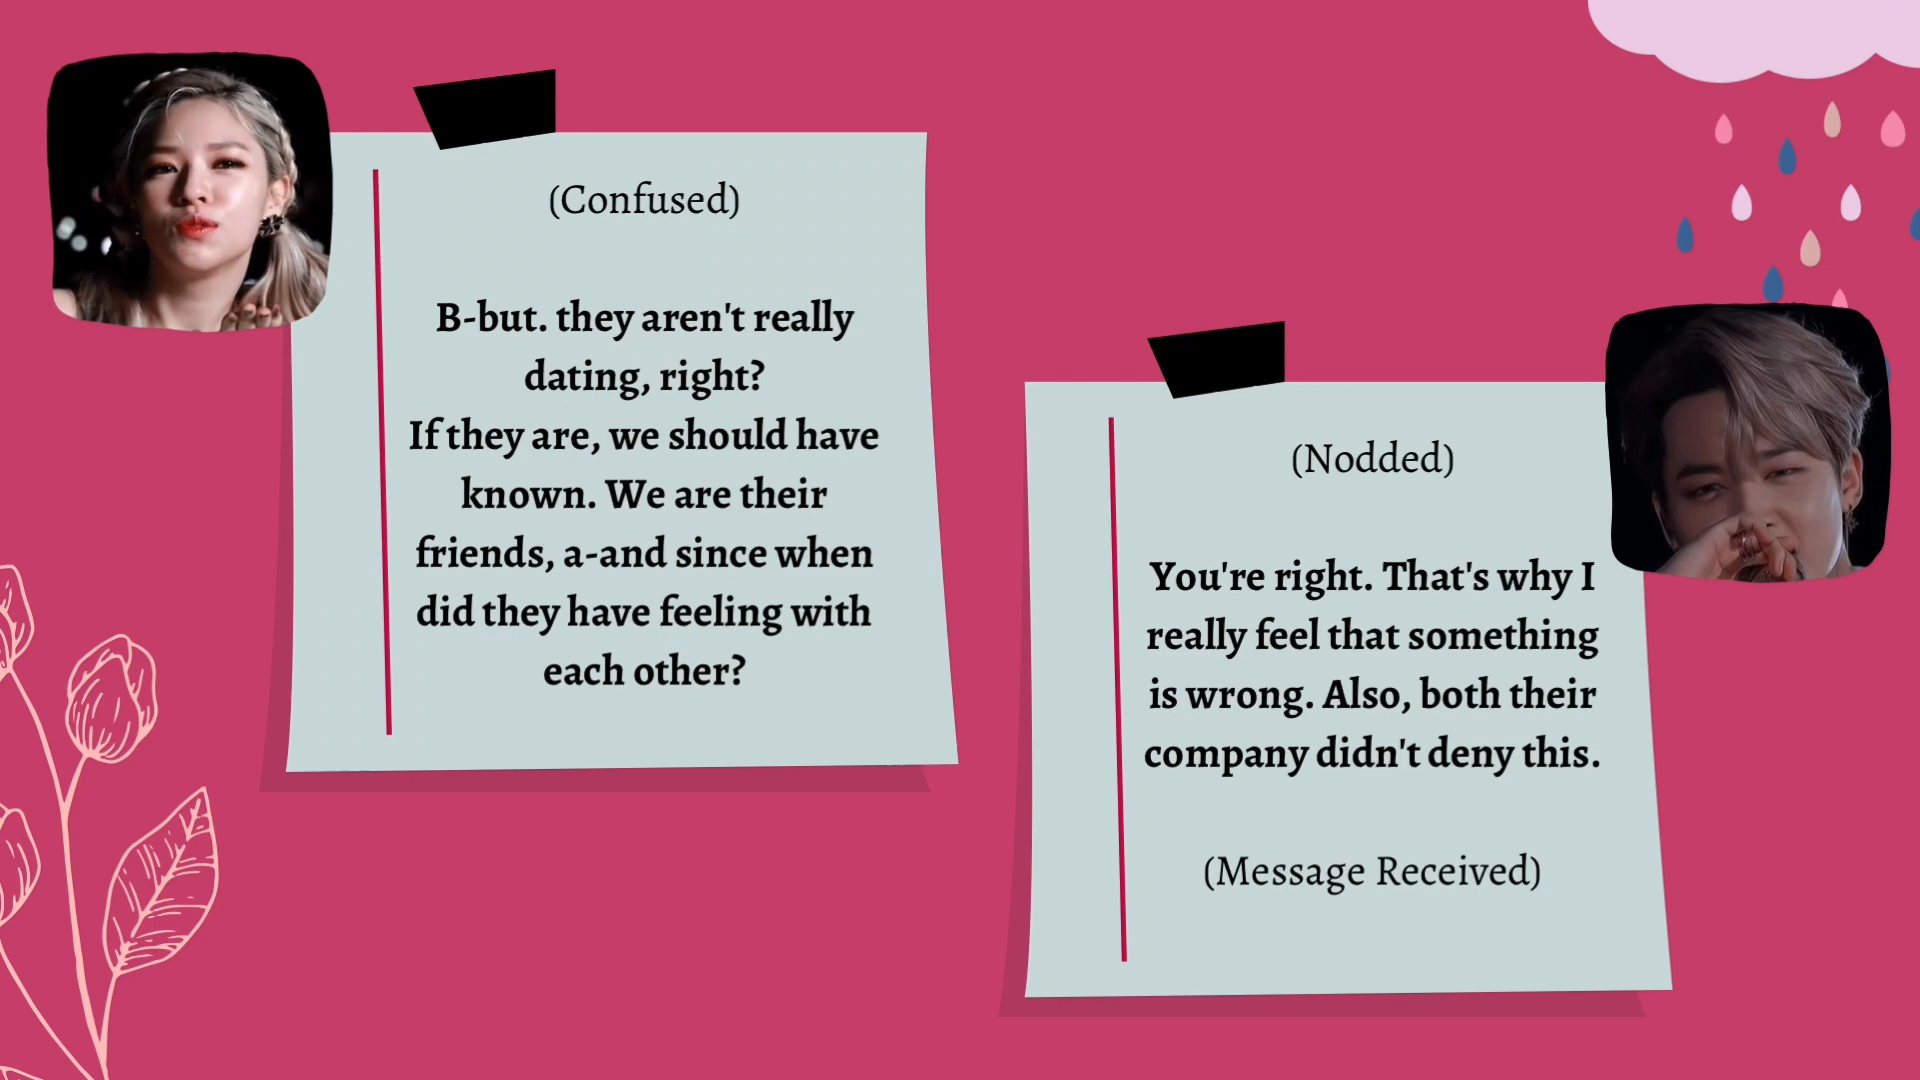 (Confused)
B-but. they aren't really
dating, right?
If they are, we should have
known. We are their
friends, a-and since when
did they have feeling with
each other?
(Nodded)
You're right. That's why I
really feel that something
is wrong. Also, both their
company didn't deny this.
(Message Received)